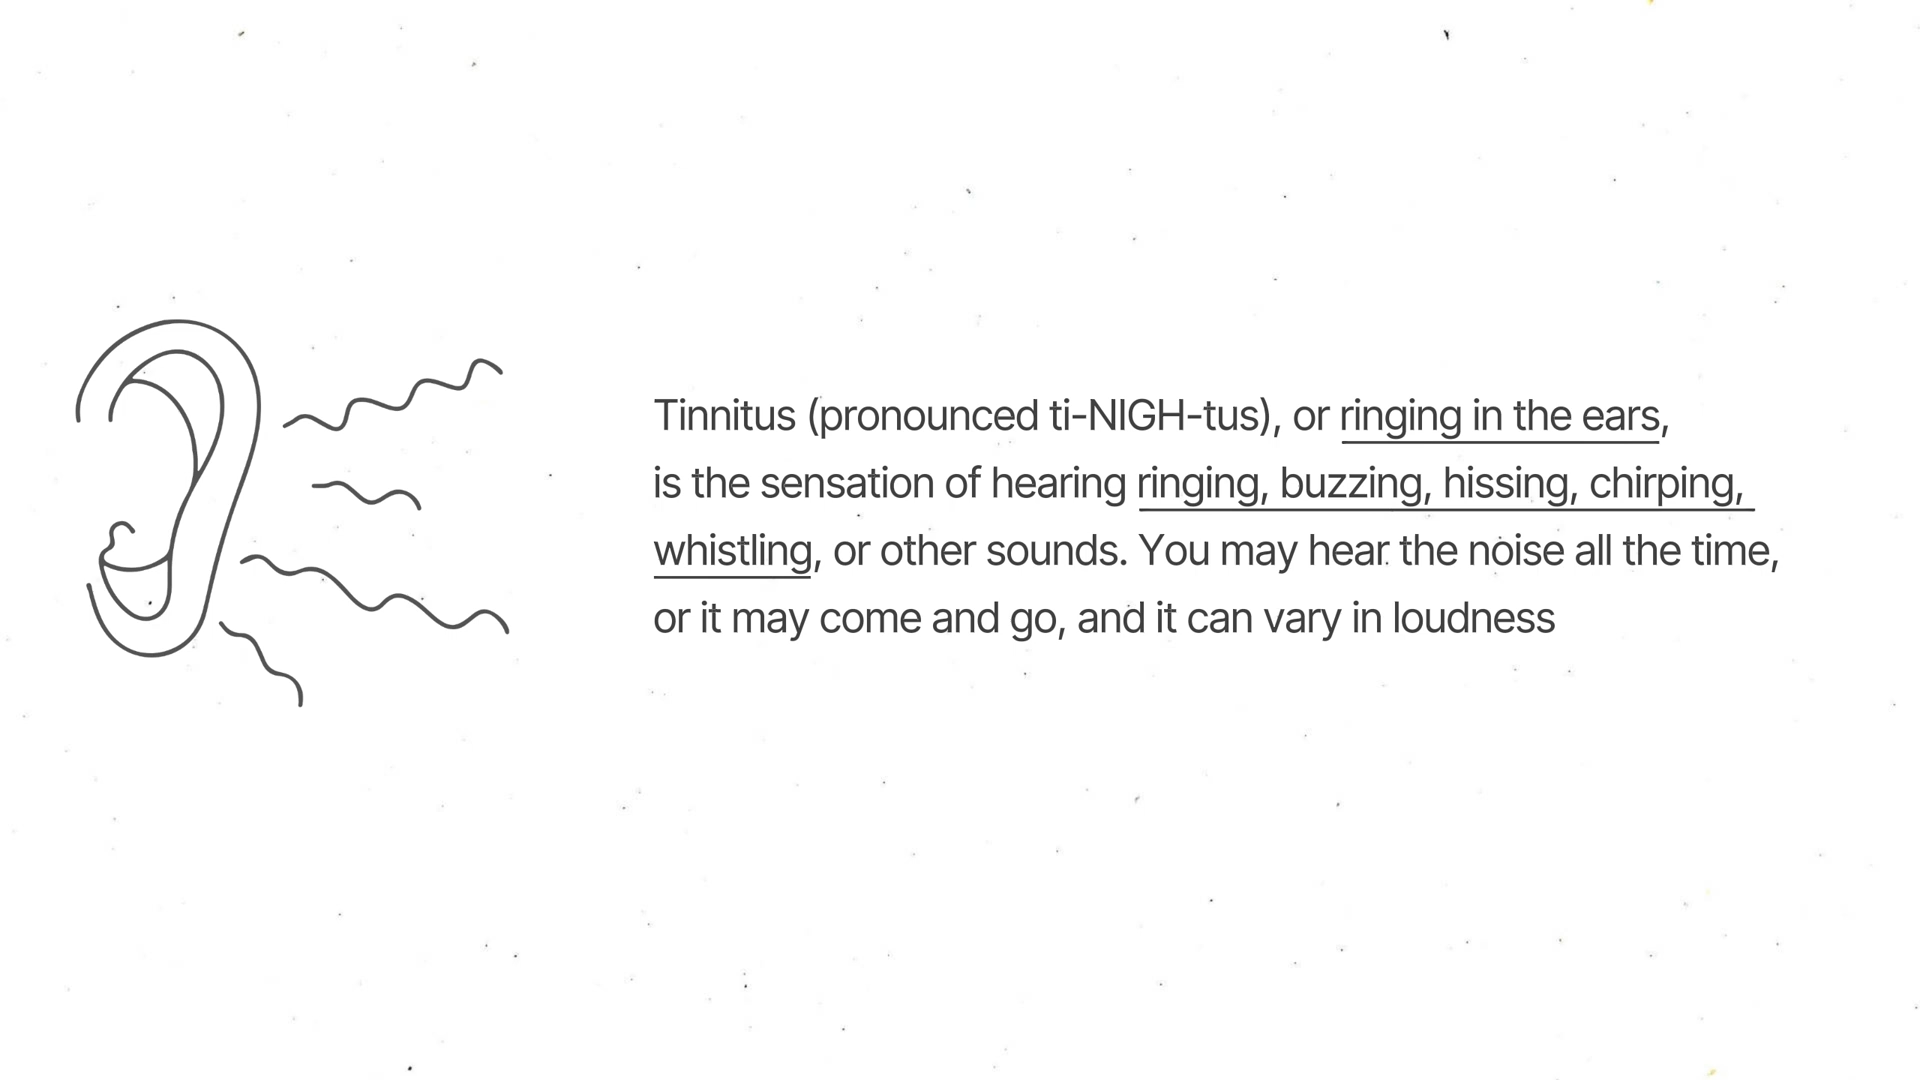 Tinnitus (pronounced ti-NIGH-tus), or ringing in the ears,
is the sensation of hearing ringing, buzzing, hissing, chirping,
whistling, or other sounds. You may hear the noise all the time,
or it may come and go, and it can vary in loudness